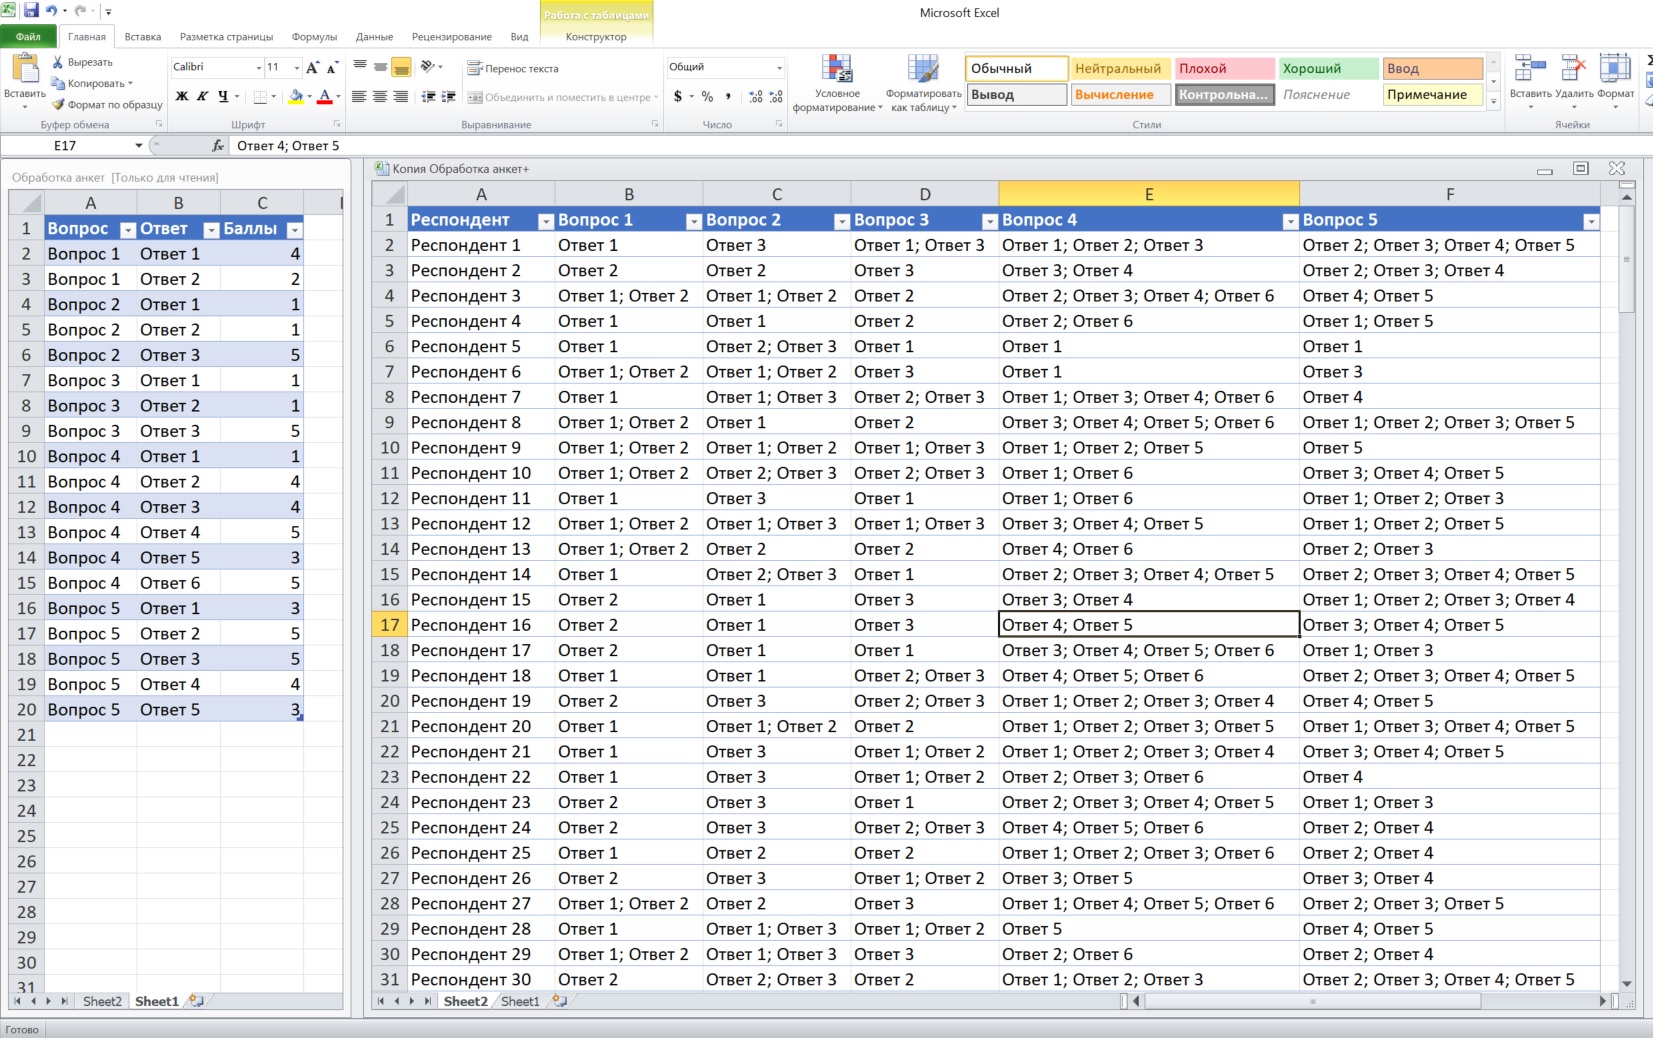 Работа с таблицами
Microsoft Excel
Файл Главная Вставка Разметка страницы Формулы Данные Рецензирование Вид Конструктор
Вставить
Вырезать
Копировать
Формат по образцу
Буфер обмена
Calibri 11
Ж К Ч А
Шрифт
Перенос текста
Объединить и поместить в центре
Выравнивание
Общий
$ % ,
Число
Условное форматирование
Форматировать как таблицу
Обычный Нейтральный Плохой Хороший Ввод
Вывод Вычисление Контрольна... Пояснение Примечание
Стили
Вставить Удалить Формат
Ячейки
E17 fx Ответ 4; Ответ 5
Обработка анкет [Только для чтения]
A B C
1 Вопрос Ответ Баллы
2 Вопрос 1 Ответ 1 4
3 Вопрос 1 Ответ 2 2
4 Вопрос 2 Ответ 1 1
5 Вопрос 2 Ответ 2 1
6 Вопрос 2 Ответ 3 5
7 Вопрос 3 Ответ 1 1
8 Вопрос 3 Ответ 2 1
9 Вопрос 3 Ответ 3 5
10 Вопрос 4 Ответ 1 1
11 Вопрос 4 Ответ 2 4
12 Вопрос 4 Ответ 3 4
13 Вопрос 4 Ответ 4 5
14 Вопрос 4 Ответ 5 3
15 Вопрос 4 Ответ 6 5
16 Вопрос 5 Ответ 1 3
17 Вопрос 5 Ответ 2 5
18 Вопрос 5 Ответ 3 5
19 Вопрос 5 Ответ 4 4
20 Вопрос 5 Ответ 5 3
21
22
23
24
25
26
27
28
29
30
31
Sheet2 Sheet1
Копия Обработка анкет+
A B C D E F
1 Респондент Вопрос 1 Вопрос 2 Вопрос 3 Вопрос 4 Вопрос 5
2 Респондент 1 Ответ 1 Ответ 3 Ответ 1; Ответ 3 Ответ 1; Ответ 2; Ответ 3 Ответ 2; Ответ 3; Ответ 4; Ответ 5
3 Респондент 2 Ответ 2 Ответ 2 Ответ 3 Ответ 3; Ответ 4 Ответ 2; Ответ 3; Ответ 4
4 Респондент 3 Ответ 1; Ответ 2 Ответ 1; Ответ 2 Ответ 2 Ответ 2; Ответ 3; Ответ 4; Ответ 6 Ответ 4; Ответ 5
5 Респондент 4 Ответ 1 Ответ 1 Ответ 2 Ответ 2; Ответ 6 Ответ 1; Ответ 5
6 Респондент 5 Ответ 1 Ответ 2; Ответ 3 Ответ 1 Ответ 1 Ответ 1
7 Респондент 6 Ответ 1; Ответ 2 Ответ 1; Ответ 2 Ответ 3 Ответ 1 Ответ 3
8 Респондент 7 Ответ 1 Ответ 1; Ответ 3 Ответ 2; Ответ 3 Ответ 1; Ответ 3; Ответ 4; Ответ 6 Ответ 4
9 Респондент 8 Ответ 1; Ответ 2 Ответ 1 Ответ 2 Ответ 3; Ответ 4; Ответ 5; Ответ 6 Ответ 1; Ответ 2; Ответ 3; Ответ 5
10 Респондент 9 Ответ 1; Ответ 2 Ответ 1; Ответ 2 Ответ 1; Ответ 3 Ответ 1; Ответ 2; Ответ 5 Ответ 5
11 Респондент 10 Ответ 1; Ответ 2 Ответ 2; Ответ 3 Ответ 2; Ответ 3 Ответ 1; Ответ 6 Ответ 3; Ответ 4; Ответ 5
12 Респондент 11 Ответ 1 Ответ 3 Ответ 1 Ответ 1; Ответ 6 Ответ 1; Ответ 2; Ответ 3
13 Респондент 12 Ответ 1; Ответ 2 Ответ 1; Ответ 3 Ответ 1; Ответ 3 Ответ 3; Ответ 4; Ответ 5 Ответ 1; Ответ 2; Ответ 5
14 Респондент 13 Ответ 1; Ответ 2 Ответ 2 Ответ 2 Ответ 4; Ответ 6 Ответ 2; Ответ 3
15 Респондент 14 Ответ 1 Ответ 2; Ответ 3 Ответ 1 Ответ 2; Ответ 3; Ответ 4; Ответ 5 Ответ 2; Ответ 3; Ответ 4; Ответ 5
16 Респондент 15 Ответ 2 Ответ 1 Ответ 3 Ответ 3; Ответ 4 Ответ 1; Ответ 2; Ответ 3; Ответ 4
17 Респондент 16 Ответ 2 Ответ 1 Ответ 3 Ответ 4; Ответ 5 Ответ 3; Ответ 4; Ответ 5
18 Респондент 17 Ответ 2 Ответ 1 Ответ 1 Ответ 3; Ответ 4; Ответ 5; Ответ 6 Ответ 1; Ответ 3
19 Респондент 18 Ответ 1 Ответ 1 Ответ 2; Ответ 3 Ответ 4; Ответ 5; Ответ 6 Ответ 2; Ответ 3; Ответ 4; Ответ 5
20 Респондент 19 Ответ 2 Ответ 3 Ответ 2; Ответ 3 Ответ 1; Ответ 2; Ответ 3; Ответ 4 Ответ 4; Ответ 5
21 Респондент 20 Ответ 1 Ответ 1; Ответ 2 Ответ 2 Ответ 1; Ответ 2; Ответ 3; Ответ 5 Ответ 1; Ответ 3; Ответ 4; Ответ 5
22 Респондент 21 Ответ 1 Ответ 3 Ответ 1; Ответ 2 Ответ 1; Ответ 2; Ответ 3; Ответ 4 Ответ 3; Ответ 4; Ответ 5
23 Респондент 22 Ответ 1 Ответ 3 Ответ 1; Ответ 2 Ответ 2; Ответ 3; Ответ 6 Ответ 4
24 Респондент 23 Ответ 2 Ответ 3 Ответ 1 Ответ 2; Ответ 3; Ответ 4; Ответ 5 Ответ 1; Ответ 3
25 Респондент 24 Ответ 2 Ответ 3 Ответ 2; Ответ 3 Ответ 4; Ответ 5; Ответ 6 Ответ 2; Ответ 4
26 Респондент 25 Ответ 1 Ответ 2 Ответ 2 Ответ 1; Ответ 2; Ответ 3; Ответ 6 Ответ 2; Ответ 4
27 Респондент 26 Ответ 2 Ответ 3 Ответ 1; Ответ 2 Ответ 3; Ответ 5 Ответ 3; Ответ 4
28 Респондент 27 Ответ 1; Ответ 2 Ответ 2 Ответ 3 Ответ 1; Ответ 4; Ответ 5; Ответ 6 Ответ 2; Ответ 3; Ответ 5
29 Респондент 28 Ответ 1 Ответ 1; Ответ 3 Ответ 1; Ответ 2 Ответ 5 Ответ 4; Ответ 5
30 Респондент 29 Ответ 1; Ответ 2 Ответ 1; Ответ 3 Ответ 3 Ответ 2; Ответ 6 Ответ 2; Ответ 4
31 Респондент 30 Ответ 2 Ответ 2; Ответ 3 Ответ 2 Ответ 1; Ответ 2; Ответ 3 Ответ 2; Ответ 3; Ответ 4; Ответ 5
Sheet2 Sheet1
Готово